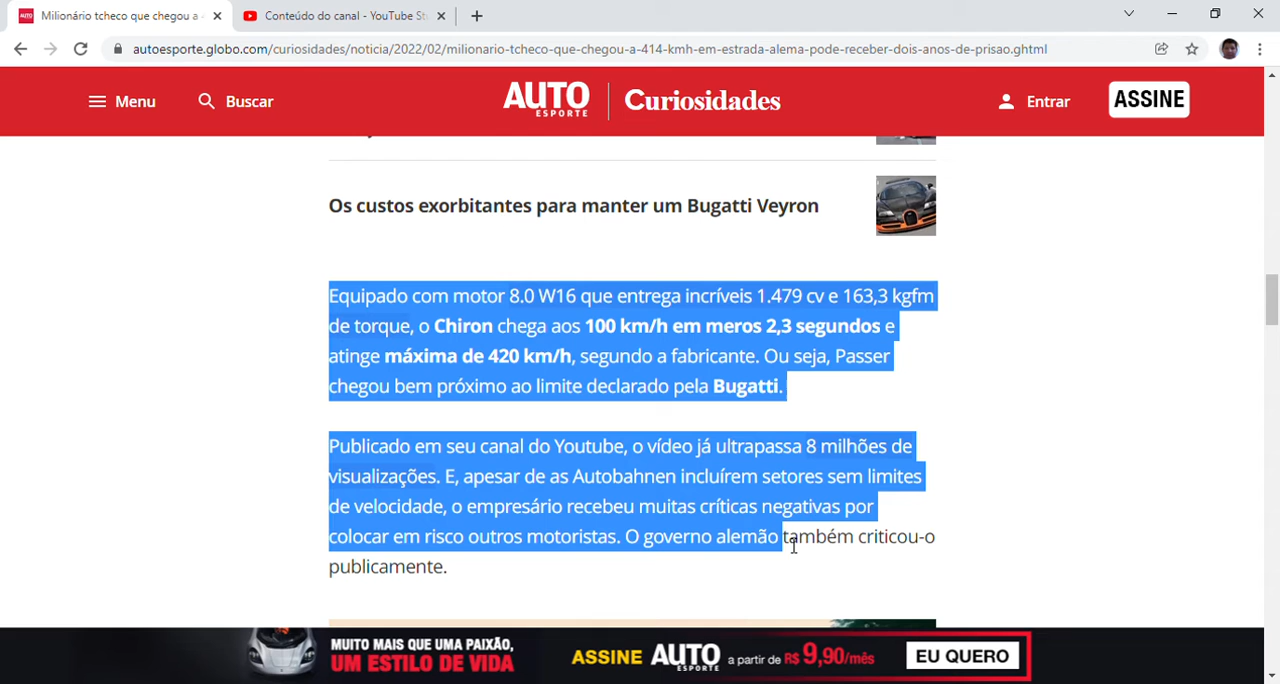 Milionário tcheco que chegou a
Conteúdo do canal - YouTube St
autoesporte.globo.com/curiosidades/noticia/2022/02/milionario-tcheco-que-chegou-a-414-kmh-em-estrada-alema-pode-receber-dois-anos-de-prisao.ghtml
Menu
Buscar
AUTO ESPORTE
Curiosidades
Entrar
ASSINE
Os custos exorbitantes para manter um Bugatti Veyron
Equipado com motor 8.0 W16 que entrega incríveis 1.479 cv e 163,3 kgfm
de torque, o Chiron chega aos 100 km/h em meros 2,3 segundos e
atinge máxima de 420 km/h, segundo a fabricante. Ou seja, Passer
chegou bem próximo ao limite declarado pela Bugatti.
Publicado em seu canal do Youtube, o vídeo já ultrapassa 8 milhões de
visualizações. E, apesar de as Autobahnen incluírem setores sem limites
de velocidade, o empresário recebeu muitas críticas negativas por
colocar em risco outros motoristas. O governo alemão também criticou-o
publicamente.
MUITO MAIS QUE UMA PAIXÃO,
UM ESTILO DE VIDA
ASSINE AUTO ESPORTE a partir de R$ 9,90/mês
EU QUERO